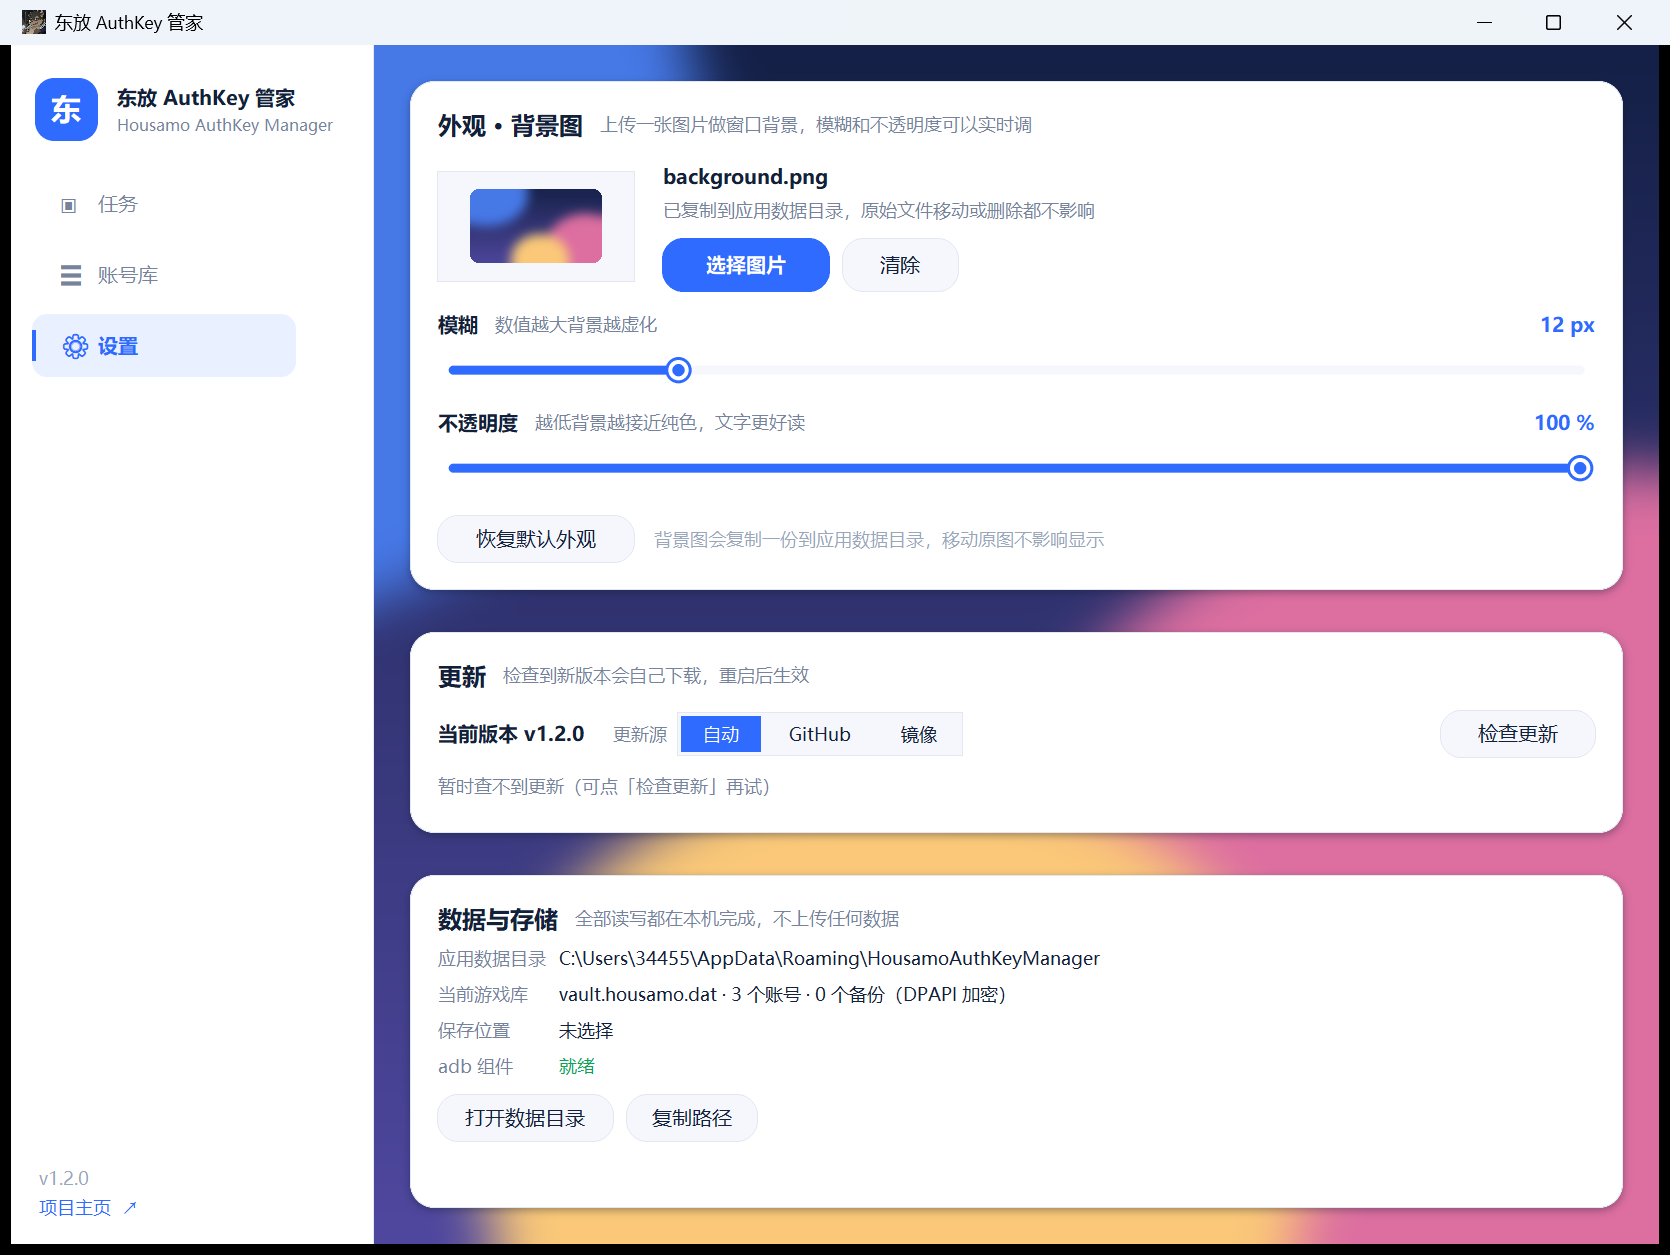 东放 AuthKey 管家
东
东放 AuthKey 管家
Housamo AuthKey Manager
任务
账号库
设置
v1.2.0
项目主页 ↗
外观 · 背景图 上传一张图片做窗口背景，模糊和不透明度可以实时调
background.png
已复制到应用数据目录，原始文件移动或删除都不影响
选择图片 清除
模糊 数值越大背景越虚化 12 px
不透明度 越低背景越接近纯色，文字更好读 100 %
恢复默认外观 背景图会复制一份到应用数据目录，移动原图不影响显示
更新 检查到新版本会自己下载，重启后生效
当前版本 v1.2.0 更新源 自动 GitHub 镜像 检查更新
暂时查不到更新（可点「检查更新」再试）
数据与存储 全部读写都在本机完成，不上传任何数据
应用数据目录 C:\Users\34455\AppData\Roaming\HousamoAuthKeyManager
当前游戏库 vault.housamo.dat · 3 个账号 · 0 个备份（DPAPI 加密）
保存位置 未选择
adb 组件 就绪
打开数据目录 复制路径